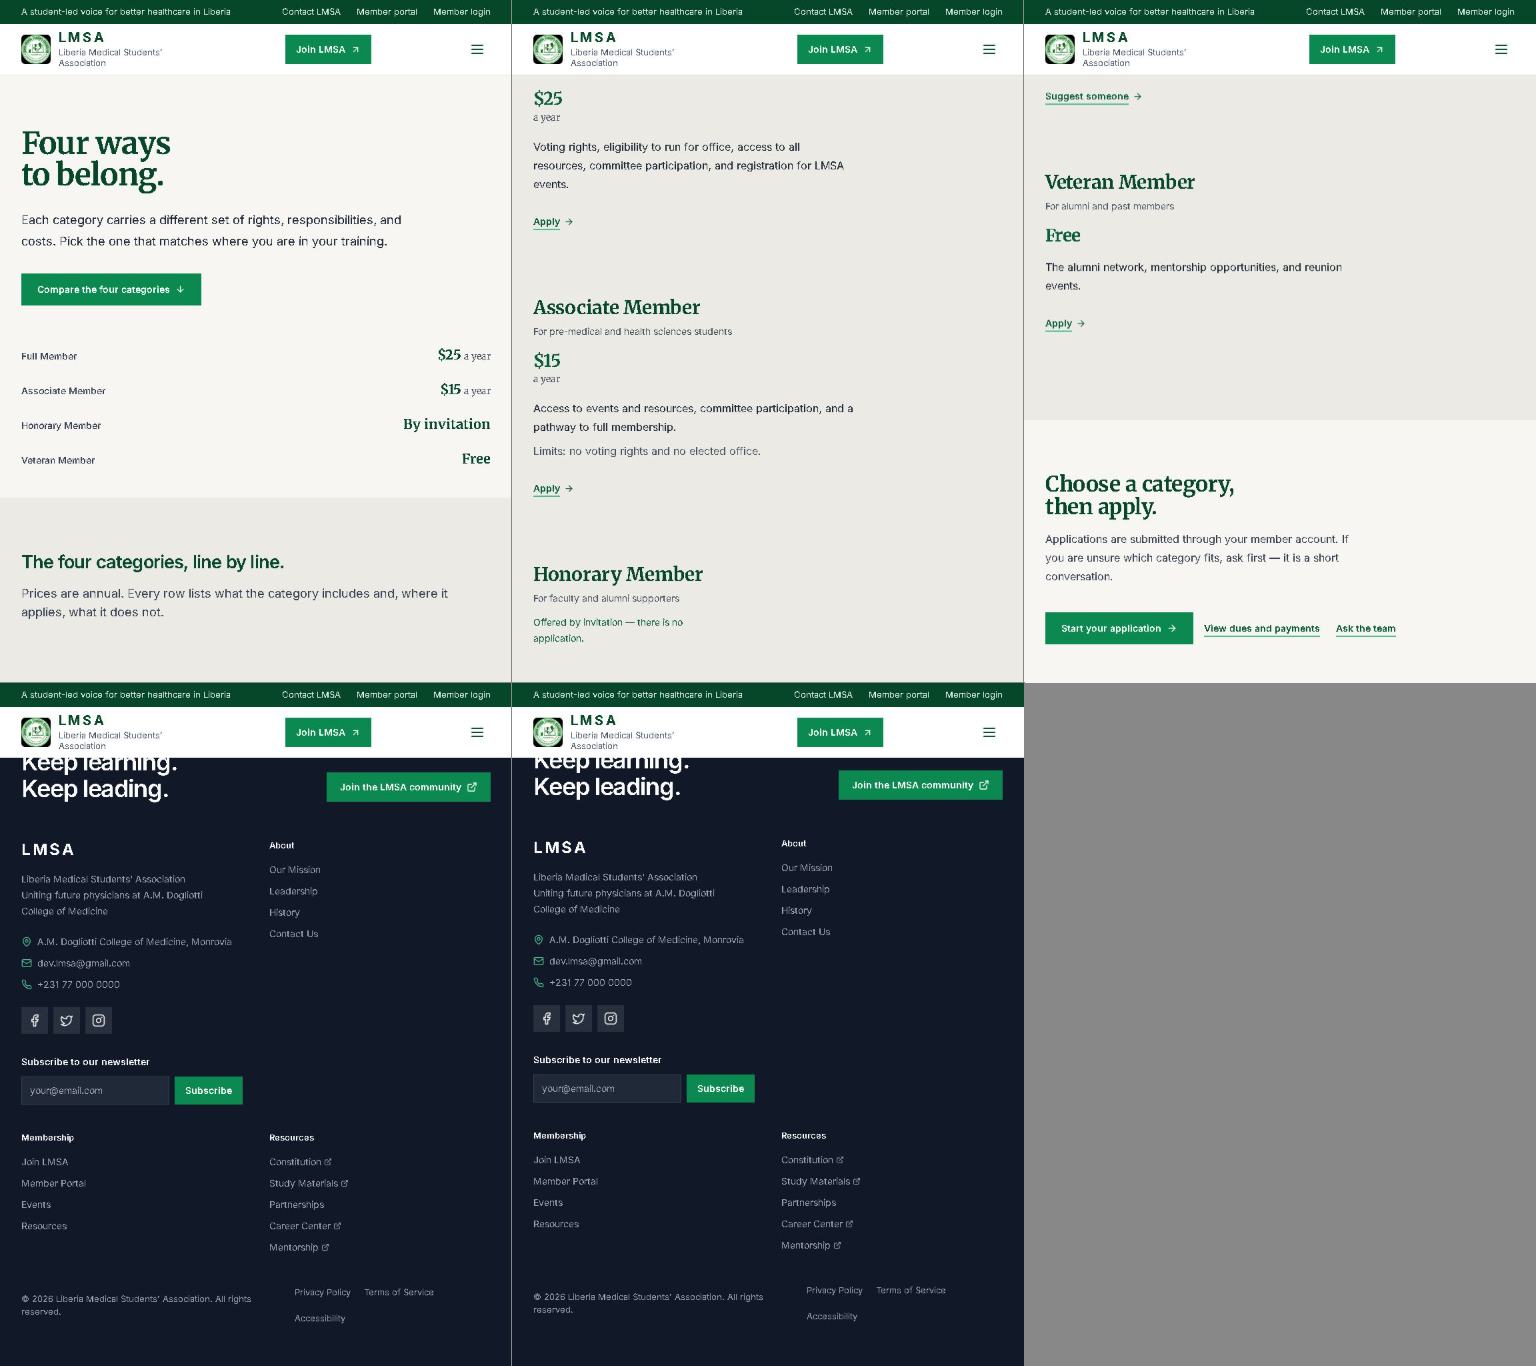 A student-led voice for better healthcare in Liberia
Contact LMSA Member portal Member login
LMSA
Liberia Medical Students'
Association
Join LMSA
Four ways
to belong.
Each category carries a different set of rights, responsibilities, and
costs. Pick the one that matches where you are in your training.
Compare the four categories
Full Member $25 a year
Associate Member $15 a year
Honorary Member By invitation
Veteran Member Free
The four categories, line by line.
Prices are annual. Every row lists what the category includes and, where it
applies, what it does not.
A student-led voice for better healthcare in Liberia
Contact LMSA Member portal Member login
LMSA
Liberia Medical Students'
Association
Join LMSA
$25
a year
Voting rights, eligibility to run for office, access to all
resources, committee participation, and registration for LMSA
events.
Apply
Associate Member
For pre-medical and health sciences students
$15
a year
Access to events and resources, committee participation, and a
pathway to full membership.
Limits: no voting rights and no elected office.
Apply
Honorary Member
For faculty and alumni supporters
Offered by invitation — there is no
application.
A student-led voice for better healthcare in Liberia
Contact LMSA Member portal Member login
LMSA
Liberia Medical Students'
Association
Join LMSA
Suggest someone
Veteran Member
For alumni and past members
Free
The alumni network, mentorship opportunities, and reunion
events.
Apply
Choose a category,
then apply.
Applications are submitted through your member account. If
you are unsure which category fits, ask first — it is a short
conversation.
Start your application View dues and payments Ask the team
A student-led voice for better healthcare in Liberia
Contact LMSA Member portal Member login
LMSA
Liberia Medical Students'
Association
Join LMSA
Keep learning.
Keep leading.
Join the LMSA community
LMSA
Liberia Medical Students' Association
Uniting future physicians at A.M. Dogliotti
College of Medicine
A.M. Dogliotti College of Medicine, Monrovia
dev.lmsa@gmail.com
+231 77 000 0000
About
Our Mission
Leadership
History
Contact Us
Subscribe to our newsletter
your@email.com Subscribe
Membership
Join LMSA
Member Portal
Events
Resources
Resources
Constitution
Study Materials
Partnerships
Career Center
Mentorship
© 2026 Liberia Medical Students' Association. All rights
reserved.
Privacy Policy Terms of Service
Accessibility
A student-led voice for better healthcare in Liberia
Contact LMSA Member portal Member login
LMSA
Liberia Medical Students'
Association
Join LMSA
Keep learning.
Keep leading.
Join the LMSA community
LMSA
Liberia Medical Students' Association
Uniting future physicians at A.M. Dogliotti
College of Medicine
A.M. Dogliotti College of Medicine, Monrovia
dev.lmsa@gmail.com
+231 77 000 0000
About
Our Mission
Leadership
History
Contact Us
Subscribe to our newsletter
your@email.com Subscribe
Membership
Join LMSA
Member Portal
Events
Resources
Resources
Constitution
Study Materials
Partnerships
Career Center
Mentorship
© 2026 Liberia Medical Students' Association. All rights
reserved.
Privacy Policy Terms of Service
Accessibility